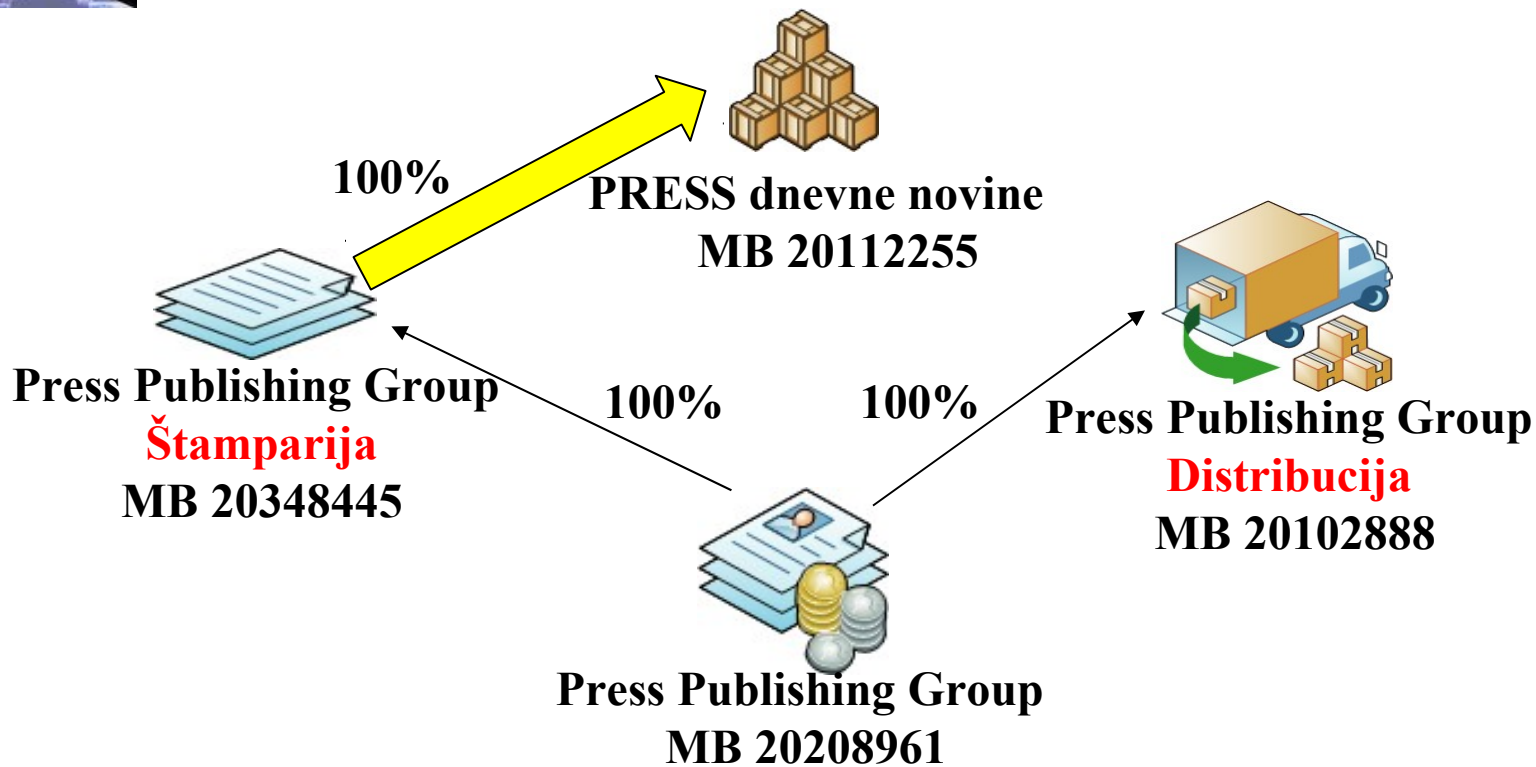 100%
PRESS dnevne novine
MB 20112255
Press Publishing Group
Štamparija
MB 20348445
100%
100%
Press Publishing Group
Distribucija
MB 20102888
Press Publishing Group
MB 20208961